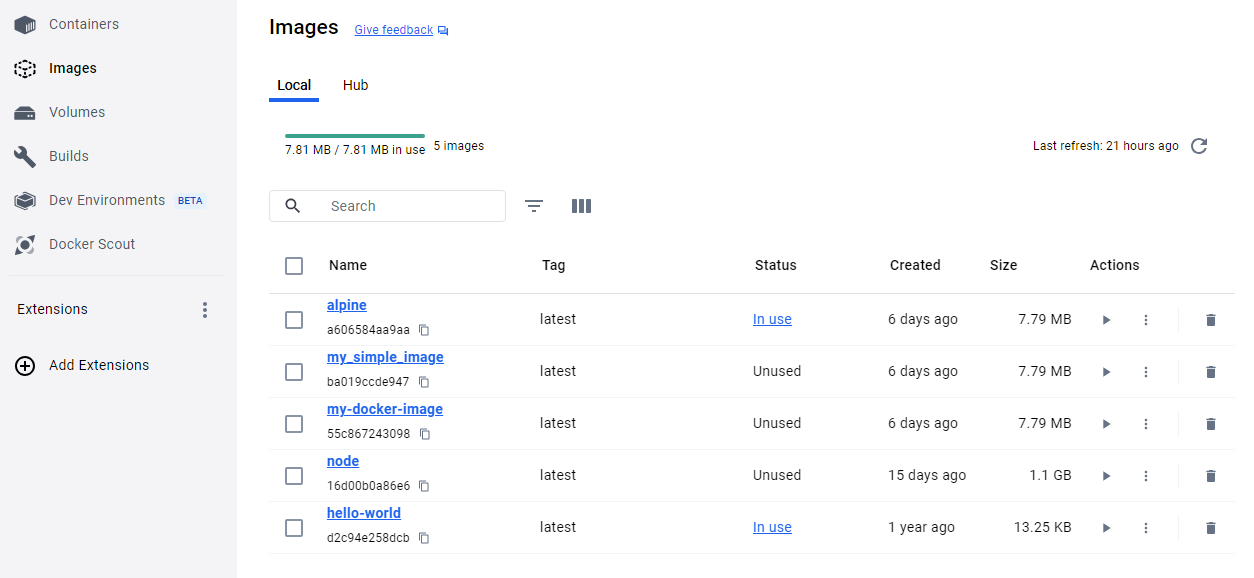 Containers
Images
Volumes
Builds
Dev Environments BETA
Docker Scout
Extensions
Add Extensions
Images Give feedback
Local Hub
7.81 MB / 7.81 MB in use 5 images
Last refresh: 21 hours ago
Search
Name Tag Status Created Size Actions
alpine
a606584aa9aa latest In use 6 days ago 7.79 MB
my_simple_image
ba019ccde947 latest Unused 6 days ago 7.79 MB
my-docker-image
55c867243098 latest Unused 6 days ago 7.79 MB
node
16d00b0a86e6 latest Unused 15 days ago 1.1 GB
hello-world
d2c94e258dcb latest In use 1 year ago 13.25 KB